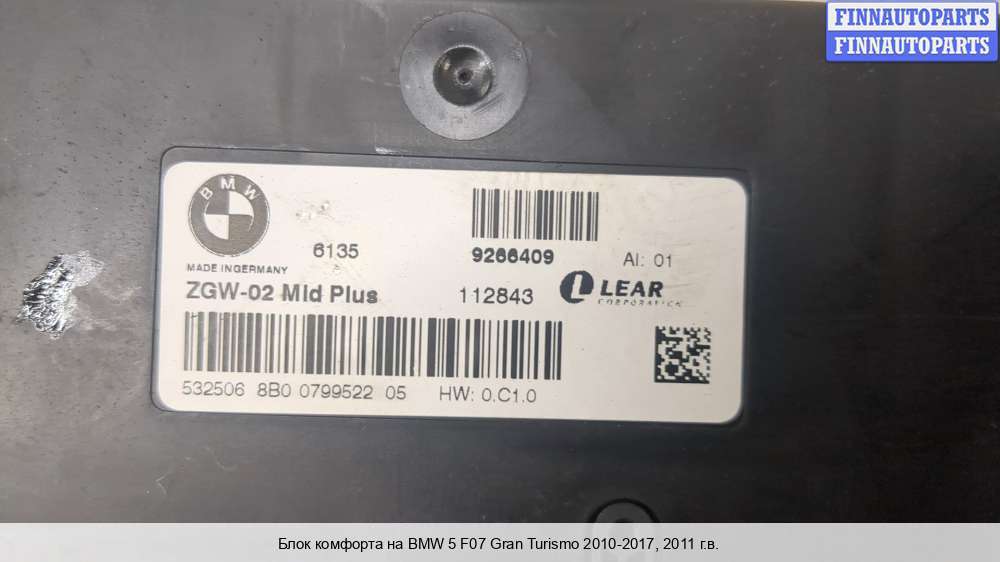 FINNAUTOPARTS
FINNAUTOPARTS
BMW
6135
9266409
AI: 01
MADE INGERMANY
ZGW-02 Mid Plus
112843
LEAR
CORPORATION
532506 8B0 0799522 05
HW: 0.C1.0
Блок комфорта на BMW 5 F07 Gran Turismo 2010-2017, 2011 г.в.